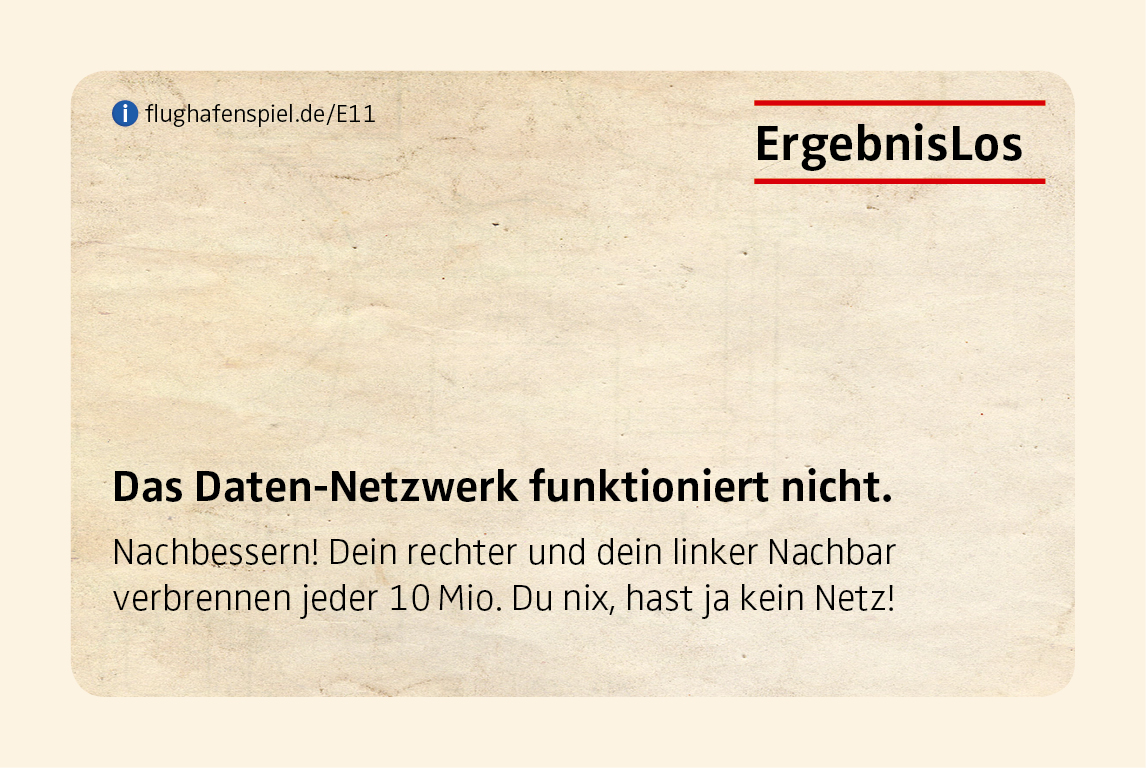 i flughafenspiel.de/E11
ErgebnisLos
Das Daten-Netzwerk funktioniert nicht.
Nachbessern! Dein rechter und dein linker Nachbar
verbrennen jeder 10 Mio. Du nix, hast ja kein Netz!